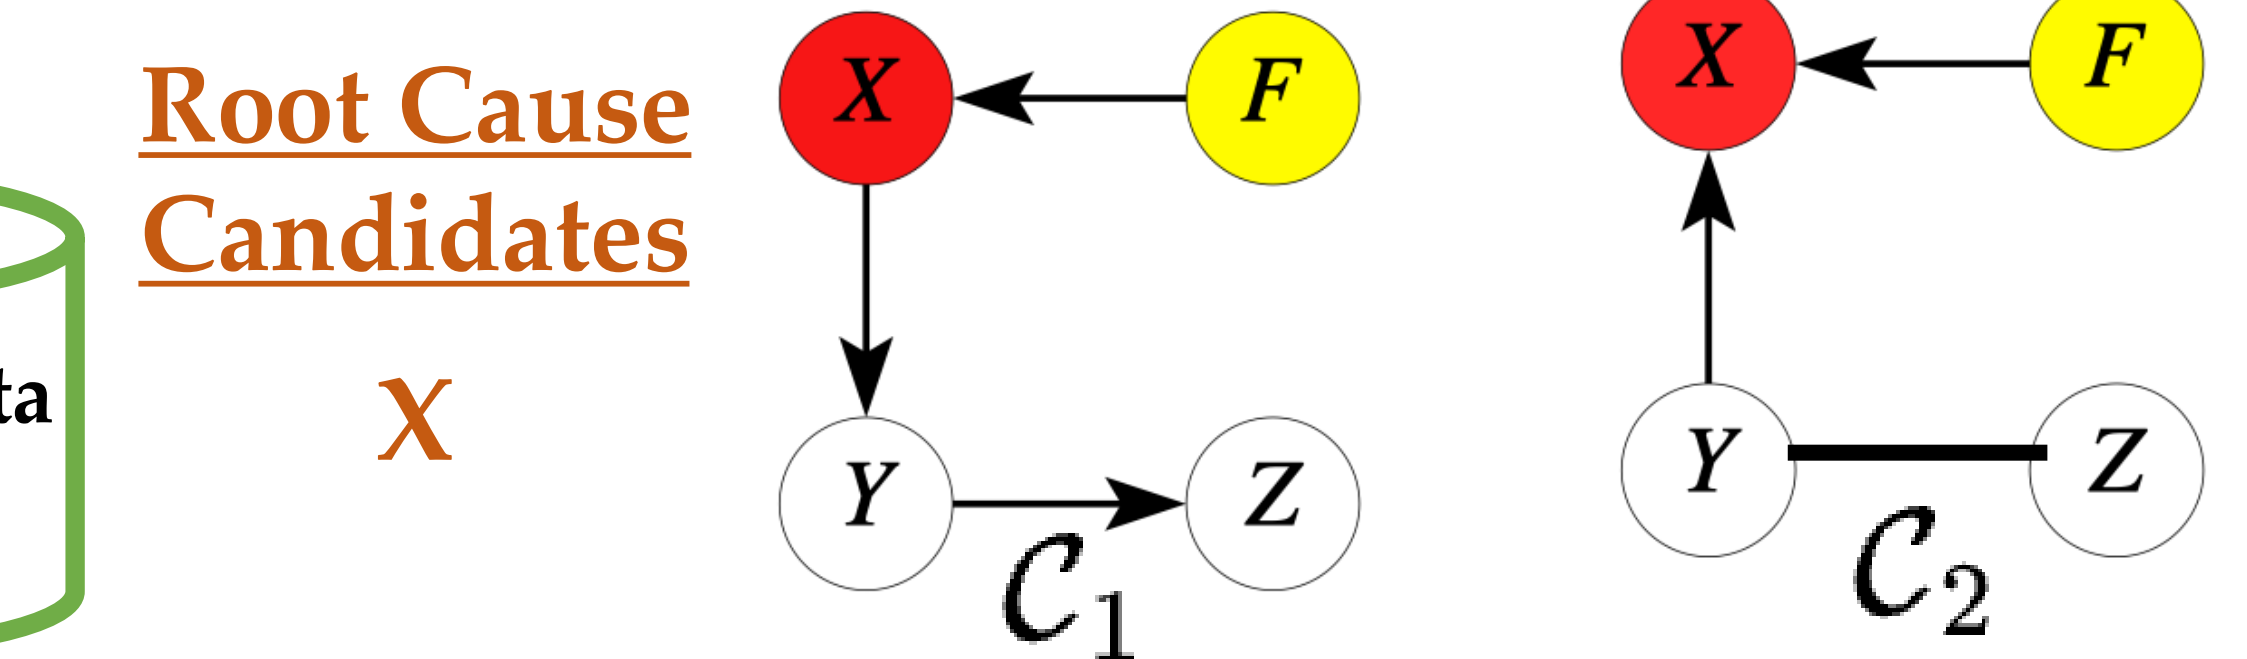 Root Cause
Candidates
X
ta
X F
Y Z
C1
X F
Y Z
C2